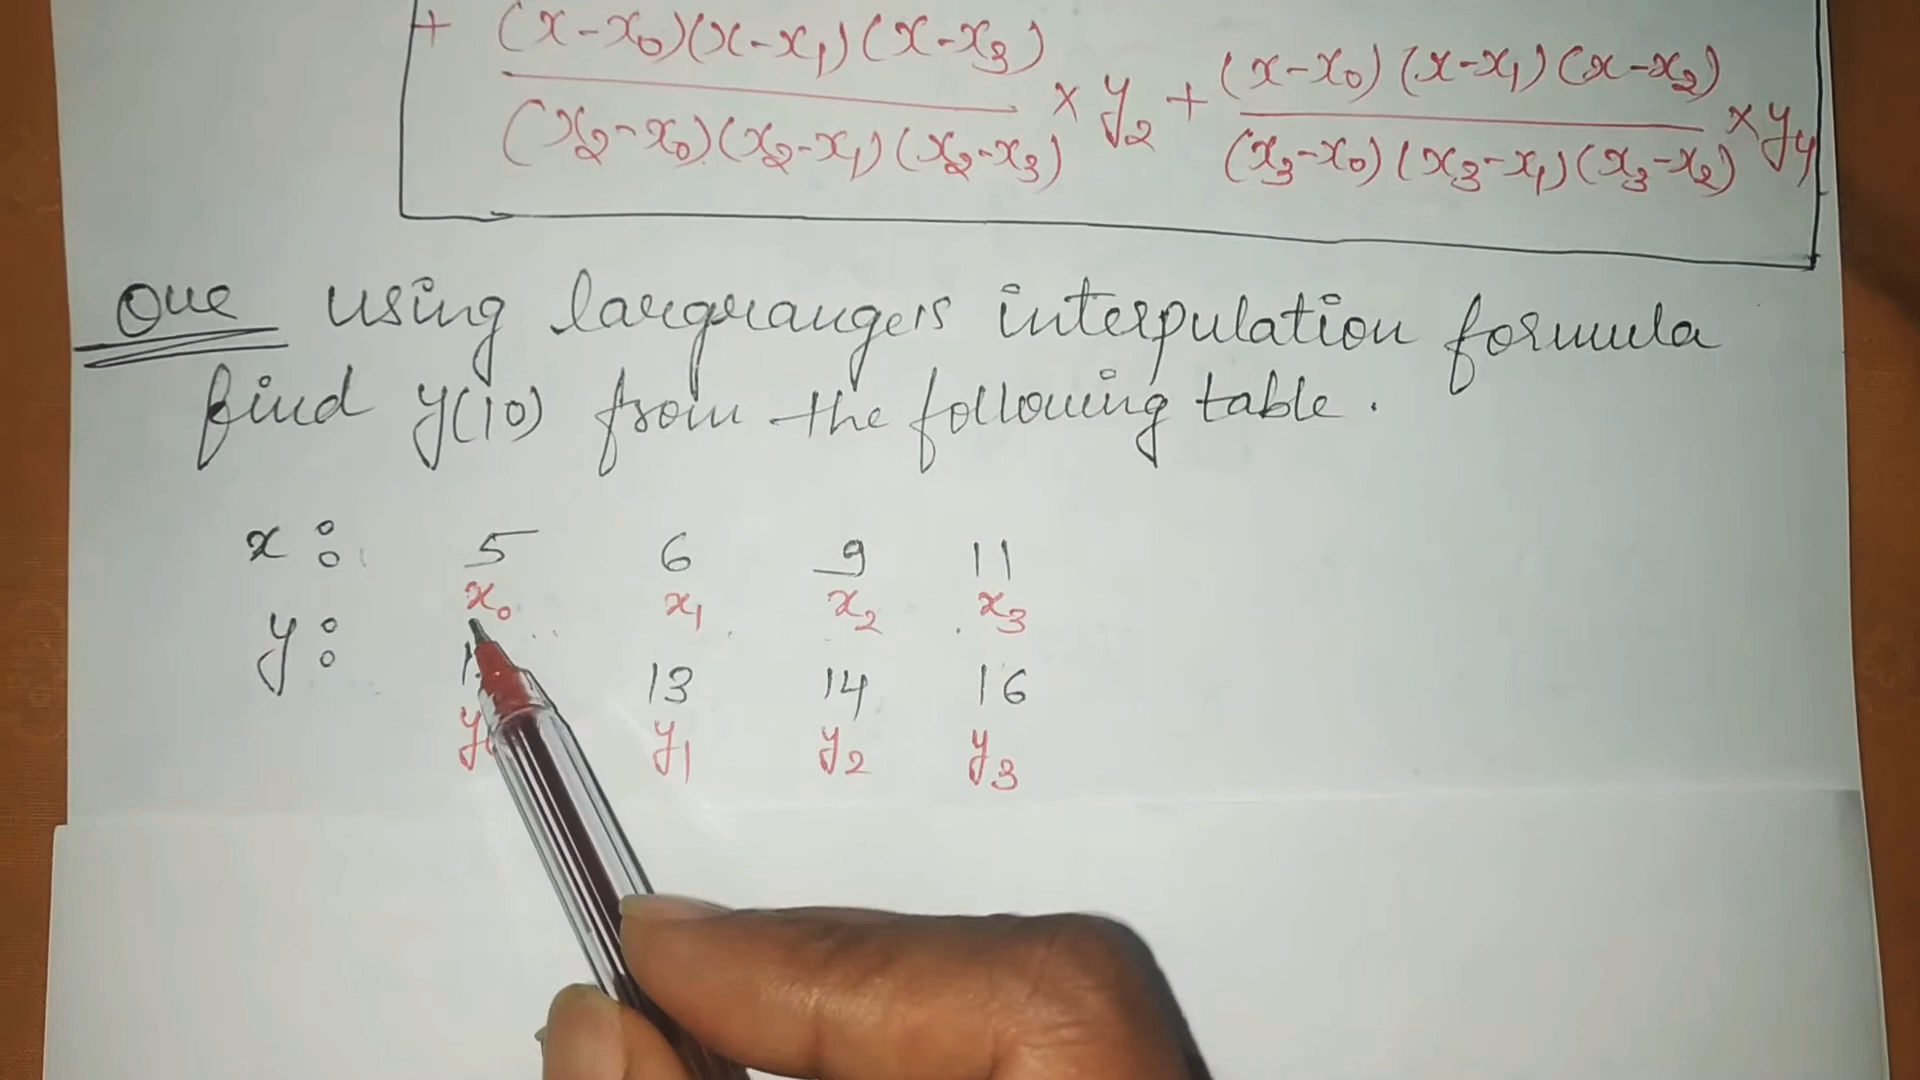 + (x-x₀)(x-x₁)(x-x₃) / (x₂-x₀)(x₂-x₁)(x₂-x₃) × y₂ + (x-x₀)(x-x₁)(x-x₂) / (x₃-x₀)(x₃-x₁)(x₃-x₂) × y₄
Que using largrangers interpulation formula
find y(10) from the following table.
x : 5 6 9 11
x₀ x₁ x₂ x₃
y : 13 14 16
y₁ y₂ y₃